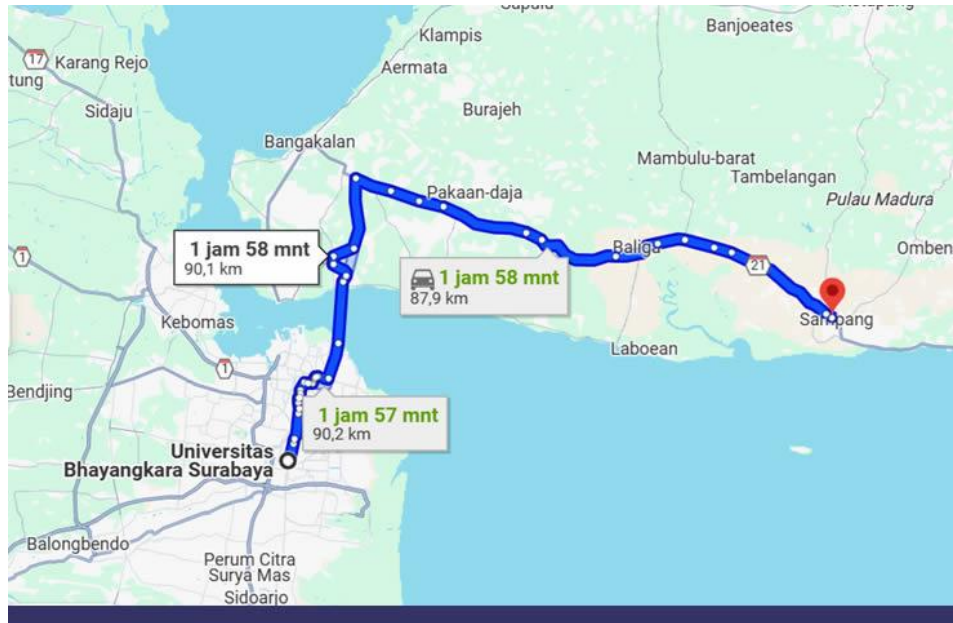 Klampis
Banjoeates
17
Karang Rejo
Aermata
tung
Sidaju
Burajeh
Bangakalan
Mambulu-barat
Pakaan-daja
Tambelangan
Pulau Madura
1 jam 58 mnt
90,1 km
1
Baliga
Omben
1 jam 58 mnt
87,9 km
21
Kebomas
Sampang
Laboean
1
Bendjing
1 jam 57 mnt
90,2 km
Universitas
Bhayangkara Surabaya
Balongbendo
Perum Citra
Surya Mas
Sidoarjo